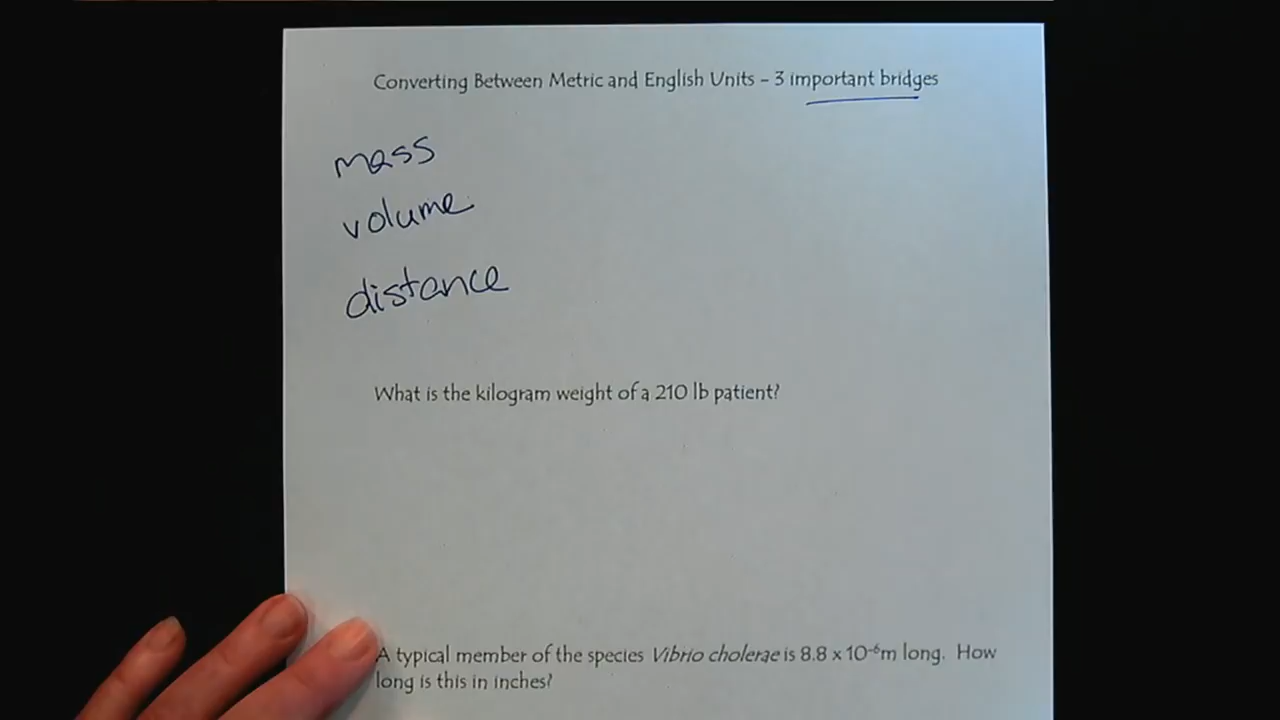 Converting Between Metric and English Units – 3 important bridges
mass
volume
distance
What is the kilogram weight of a 210 lb patient?
A typical member of the species Vibrio cholerae is 8.8 x 10⁻⁶m long. How
long is this in inches?